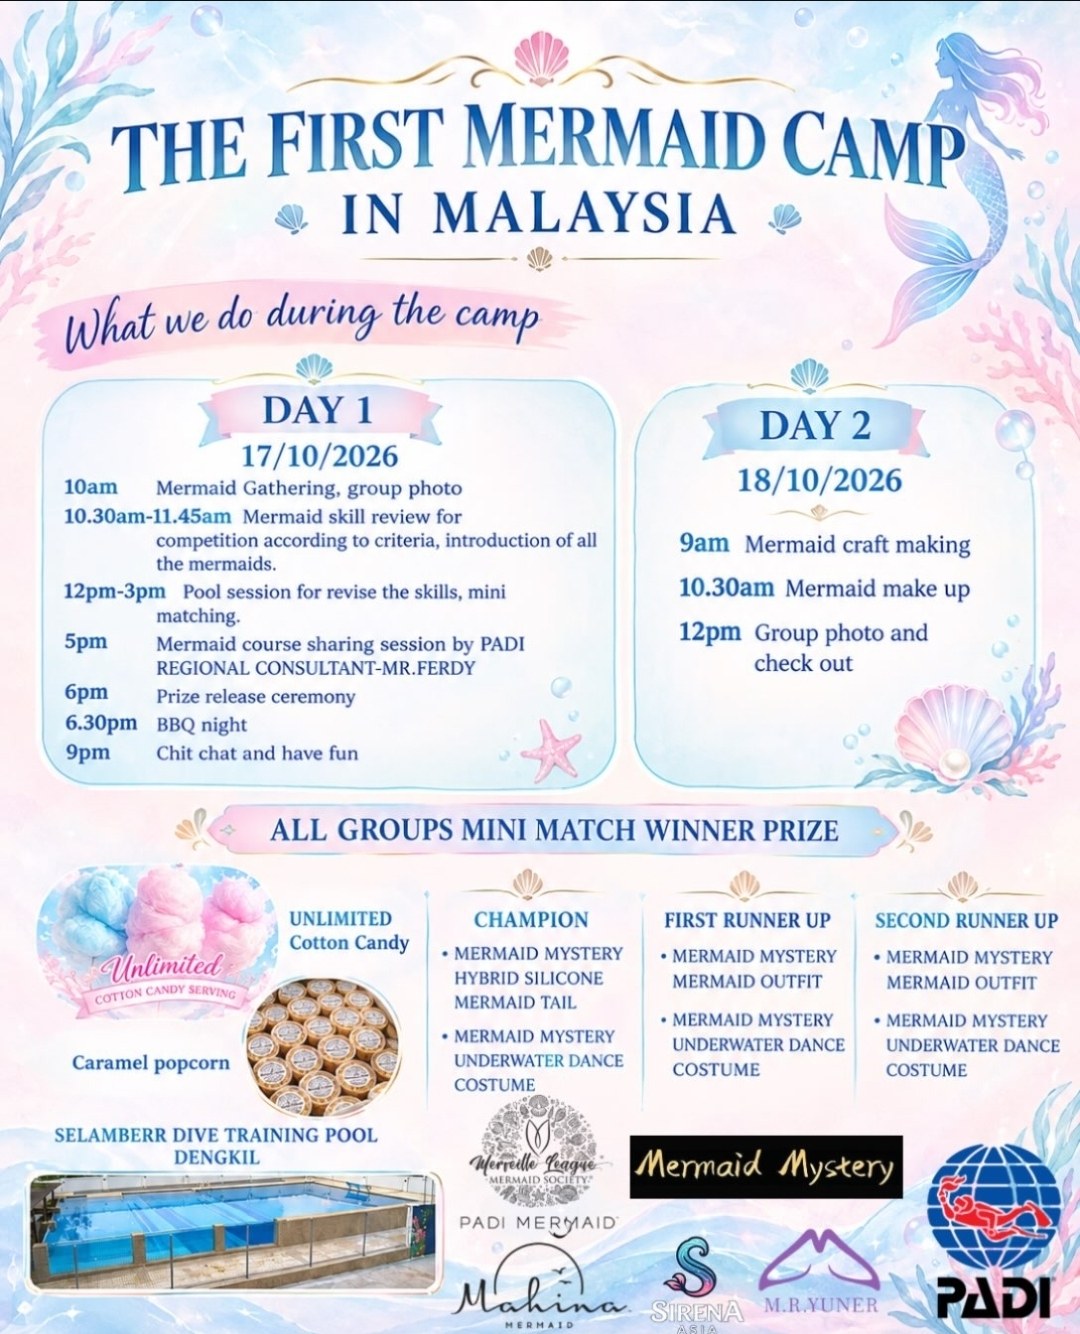 THE FIRST MERMAID CAMP
IN MALAYSIA
What we do during the camp
DAY 1
17/10/2026
10am Mermaid Gathering, group photo
10.30am-11.45am Mermaid skill review for
competition according to criteria, introduction of all
the mermaids.
12pm-3pm Pool session for revise the skills, mini
matching.
5pm Mermaid course sharing session by PADI
REGIONAL CONSULTANT-MR.FERDY
6pm Prize release ceremony
6.30pm BBQ night
9pm Chit chat and have fun
DAY 2
18/10/2026
9am Mermaid craft making
10.30am Mermaid make up
12pm Group photo and
check out
ALL GROUPS MINI MATCH WINNER PRIZE
Unlimited
COTTON CANDY SERVING
UNLIMITED
Cotton Candy
Caramel popcorn
CHAMPION
• MERMAID MYSTERY
HYBRID SILICONE
MERMAID TAIL
• MERMAID MYSTERY
UNDERWATER DANCE
COSTUME
FIRST RUNNER UP
• MERMAID MYSTERY
MERMAID OUTFIT
• MERMAID MYSTERY
UNDERWATER DANCE
COSTUME
SECOND RUNNER UP
• MERMAID MYSTERY
MERMAID OUTFIT
• MERMAID MYSTERY
UNDERWATER DANCE
COSTUME
SELAMBERR DIVE TRAINING POOL
DENGKIL
Merveille League
MERMAID SOCIETY
PADI MERMAID
Mermaid Mystery
Mahina
MERMAID
SIRENA
ASIA
M.R.YUNER
PADI